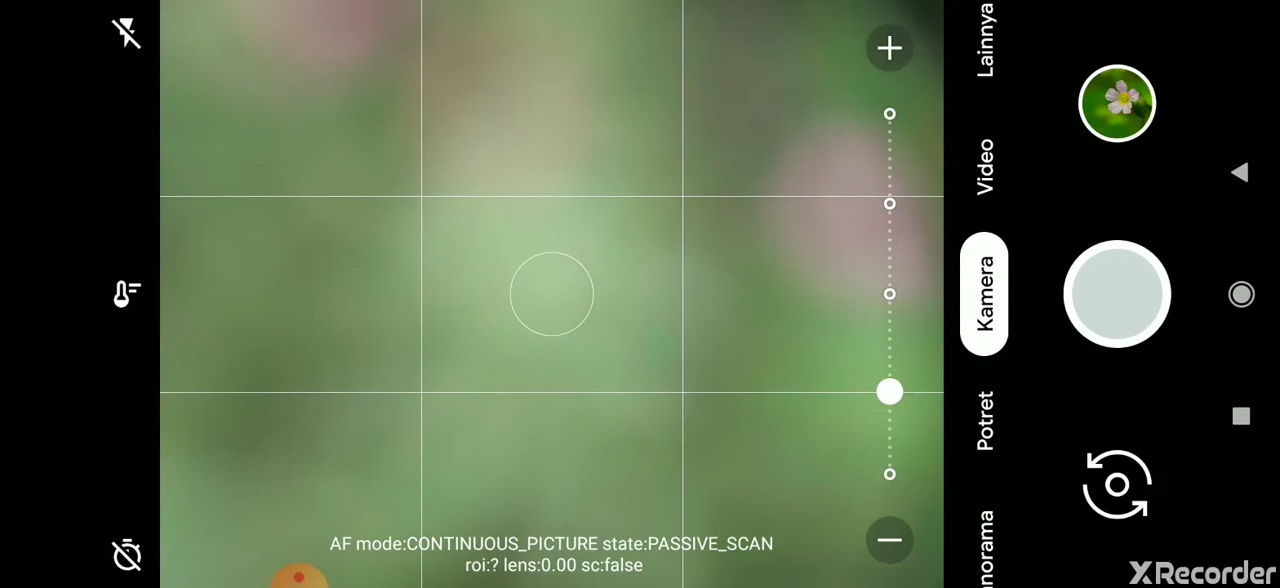 Lainnya
Video
Kamera
Potret
norama
AF mode:CONTINUOUS_PICTURE state:PASSIVE_SCAN
roi:? lens:0.00 sc:false
XRecorder